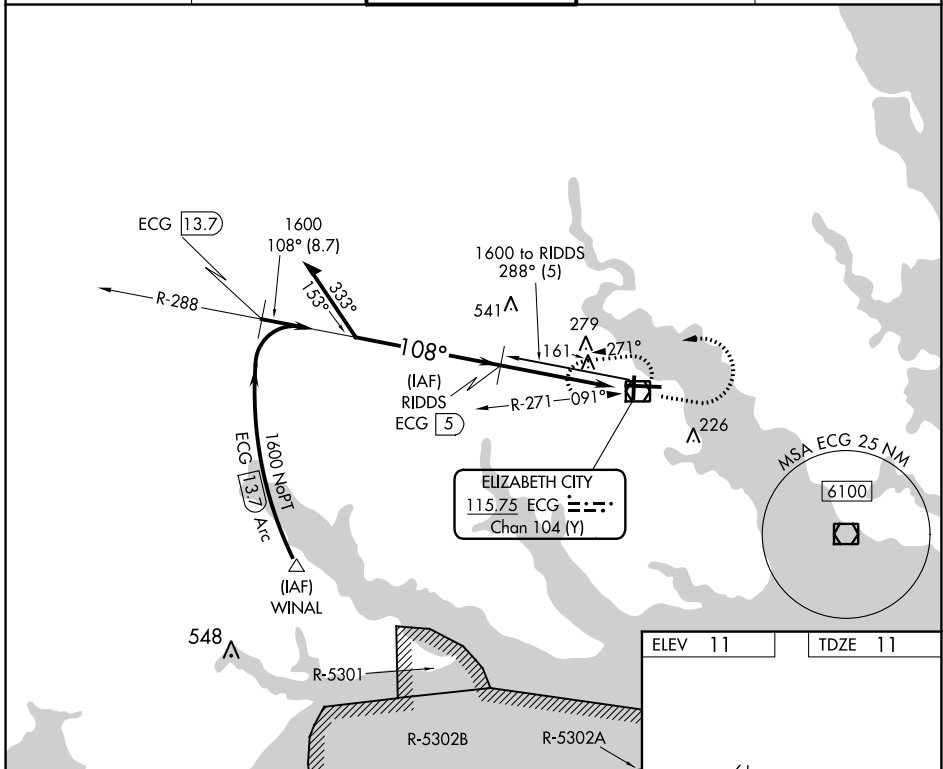 ECG 13.7
1600
108° (8.7)
1600 to RIDDS
288° (5)
R-288
333°
153°
541
279
161
271°
108°
(IAF)
RIDDS
ECG 5
R-271
091°
226
1600 NoPT
ECG 13.7 Arc
ELIZABETH CITY
115.75 ECG
Chan 104 (Y)
MSA ECG 25 NM
6100
(IAF)
WINAL
548
R-5301
ELEV 11
TDZE 11
R-5302B
R-5302A